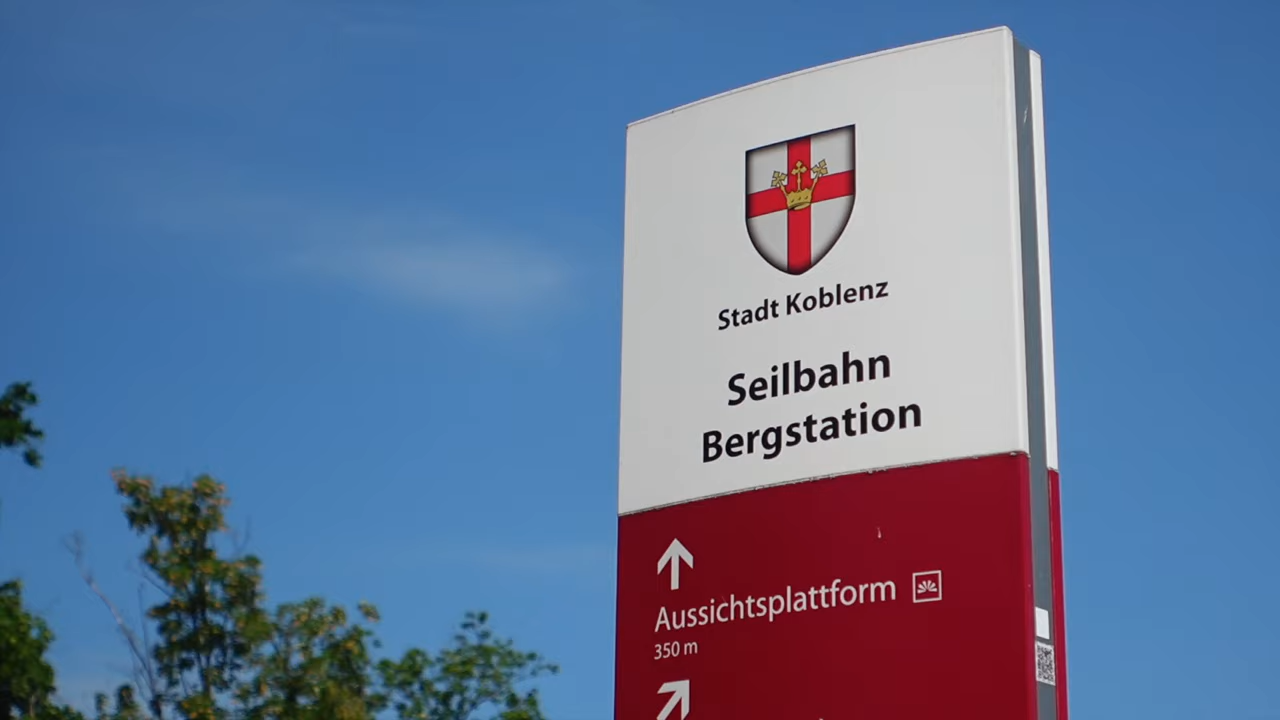 Stadt Koblenz
Seilbahn
Bergstation
Aussichtsplattform
350 m